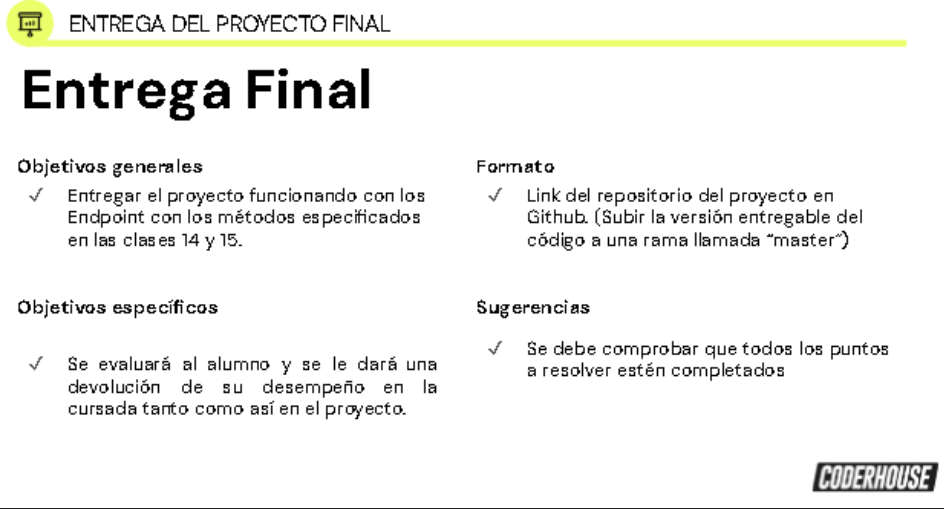 ENTREGA DEL PROYECTO FINAL
Entrega Final
Objetivos generales
✓ Entregar el proyecto funcionando con los
Endpoint con los métodos especificados
en las clases 14 y 15.
Objetivos específicos
✓ Se evaluará al alumno y se le dará una
devolución de su desempeño en la
cursada tanto como así en el proyecto.
Formato
✓ Link del repositorio del proyecto en
Github. (Subir la versión entregable del
código a una rama llamada “master”)
Sugerencias
✓ Se debe comprobar que todos los puntos
a resolver estén completados
CODERHOUSE